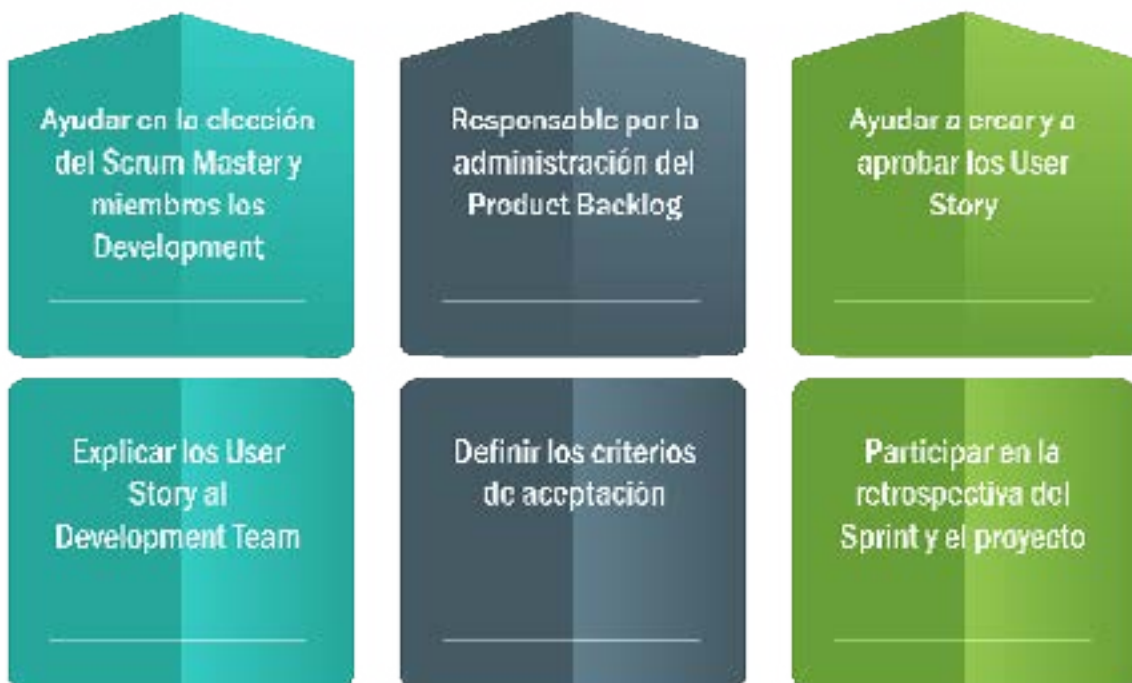 Ayudar en la elección
del Scrum Master y
miembros los
Development
Responsable por la
administración del
Product Backlog
Ayudar a crear y a
aprobar los User
Story
Explicar los User
Story al
Development Team
Definir los criterios
de aceptación
Participar en la
retrospectiva del
Sprint y el proyecto